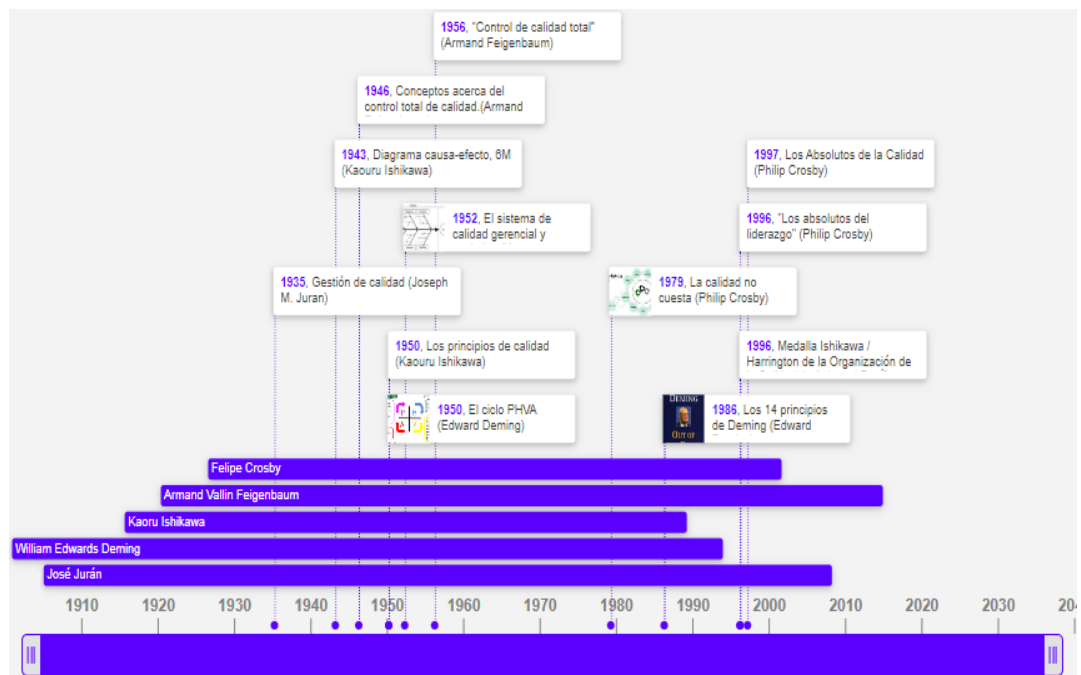 1956, "Control de calidad total"
(Armand Feigenbaum)
1946, Conceptos acerca del
control total de calidad.(Armand
1943, Diagrama causa-efecto, 6M
(Kaouru Ishikawa)
1997, Los Absolutos de la Calidad
(Philip Crosby)
1952, El sistema de
calidad gerencial y
1996, "Los absolutos del
liderazgo" (Philip Crosby)
1935, Gestión de calidad (Joseph
M. Juran)
1979, La calidad no
cuesta (Philip Crosby)
1950, Los principios de calidad
(Kaouru Ishikawa)
1996, Medalla Ishikawa /
Harrington de la Organización de
1950, El ciclo PHVA
(Edward Deming)
DEMING
OUT OF
1986, Los 14 principios
de Deming (Edward
Felipe Crosby
Armand Vallin Feigenbaum
Kaoru Ishikawa
William Edwards Deming
José Jurán
1910 1920 1930 1940 1950 1960 1970 1980 1990 2000 2010 2020 2030